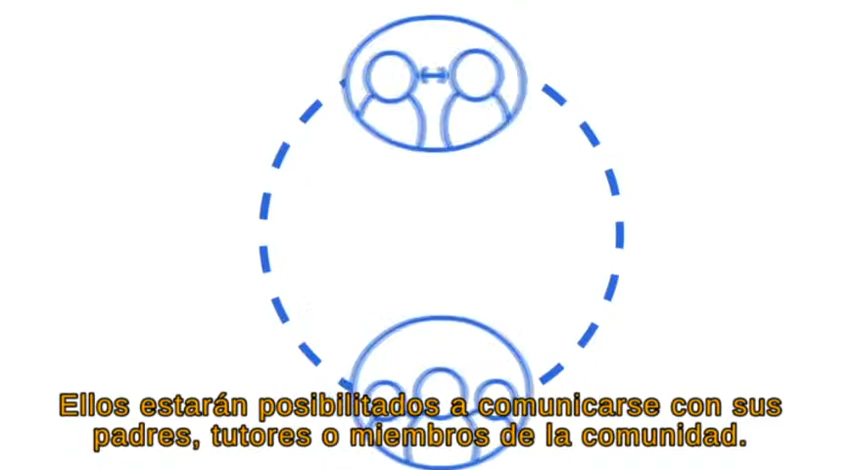 Ellos estarán posibilitados a comunicarse con sus
padres, tutores o miembros de la comunidad.